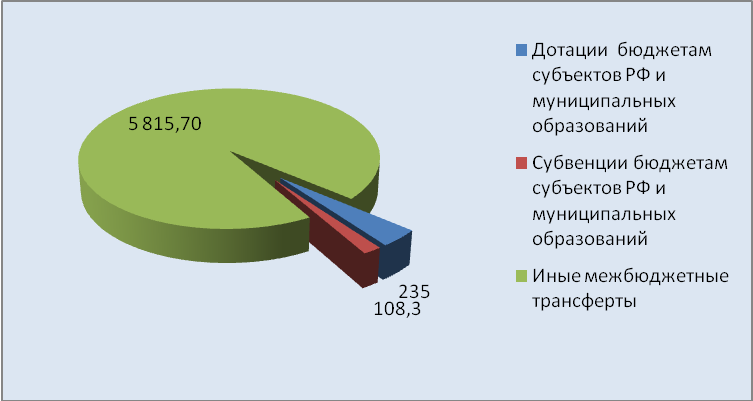 5 815,70
235
108,3
Дотации бюджетам
субъектов РФ и
муниципальных
образований
Субвенции бюджетам
субъектов РФ и
муниципальных
образований
Иные межбюджетные
трансферты